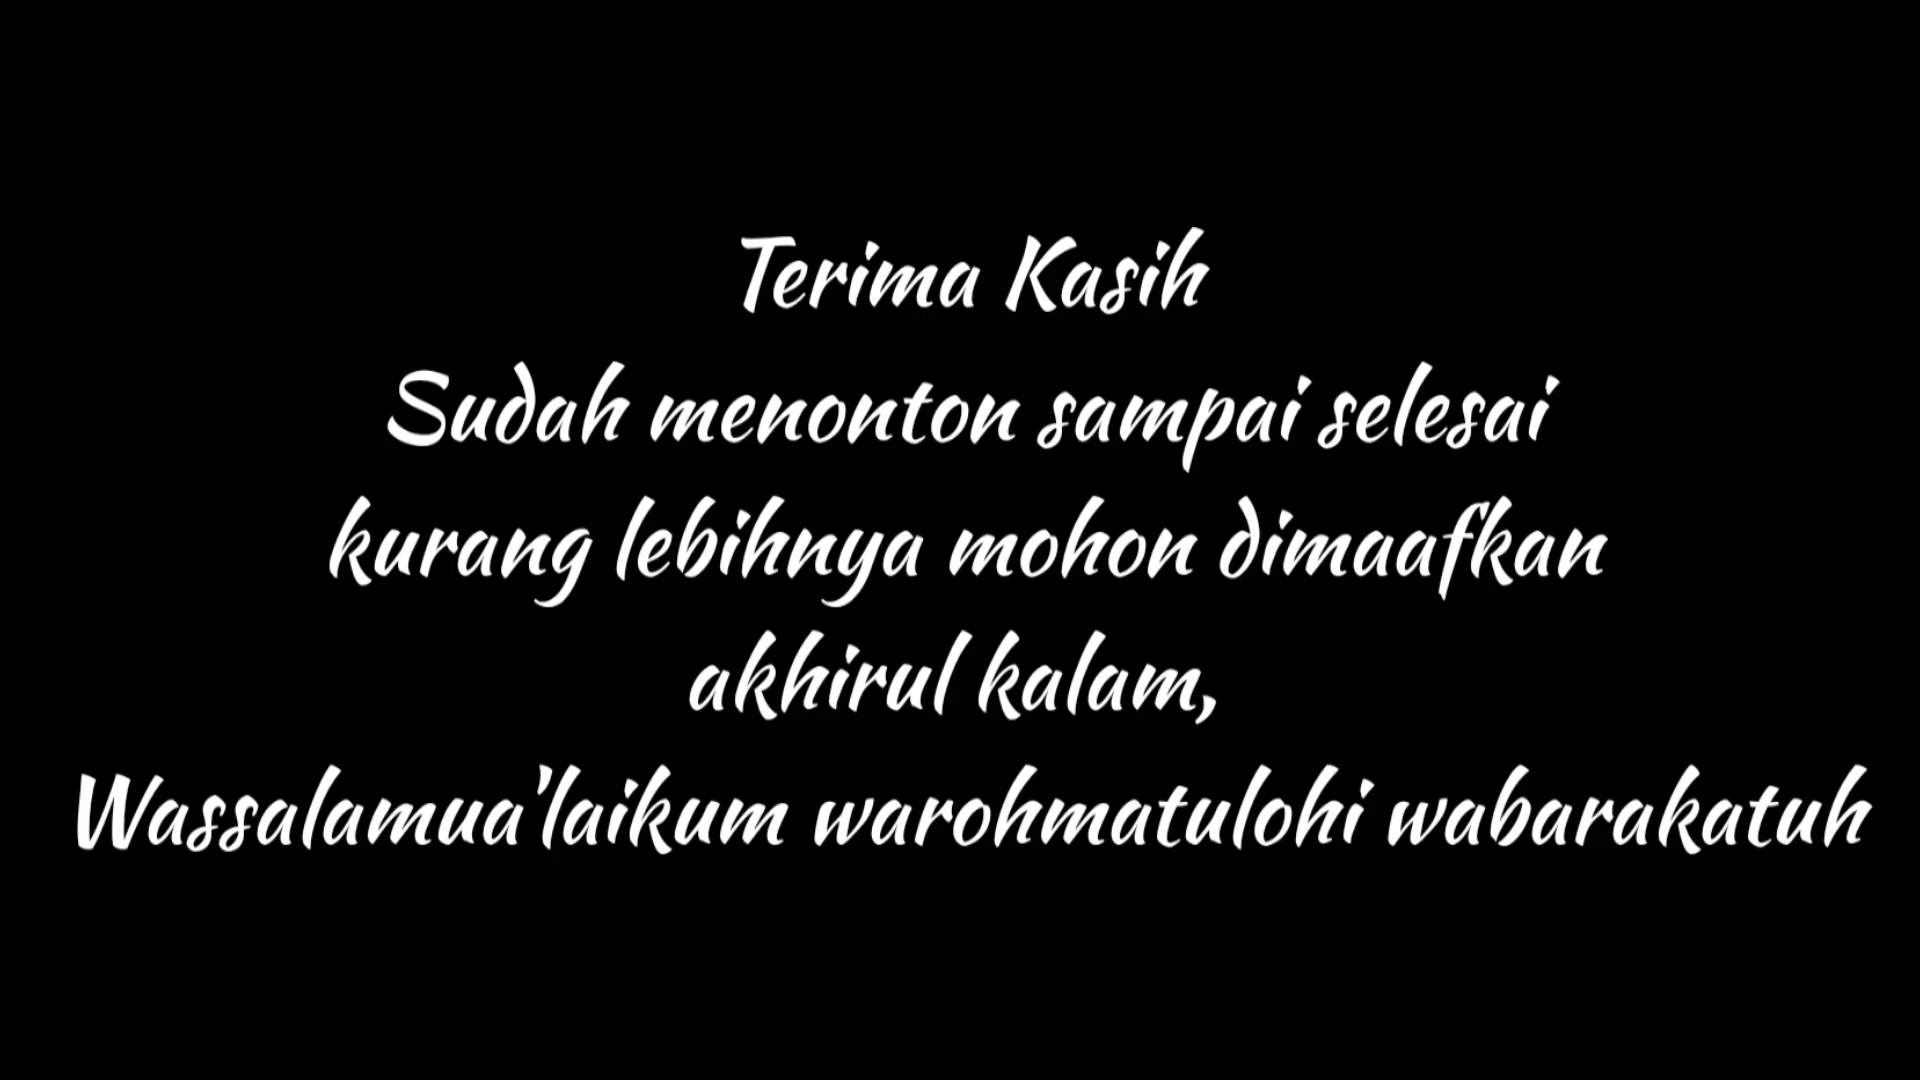 Terima Kasih
Sudah menonton sampai selesai
kurang lebihnya mohon dimaafkan
akhirul kalam,
Wassalamua'laikum warohmatulohi wabarakatuh